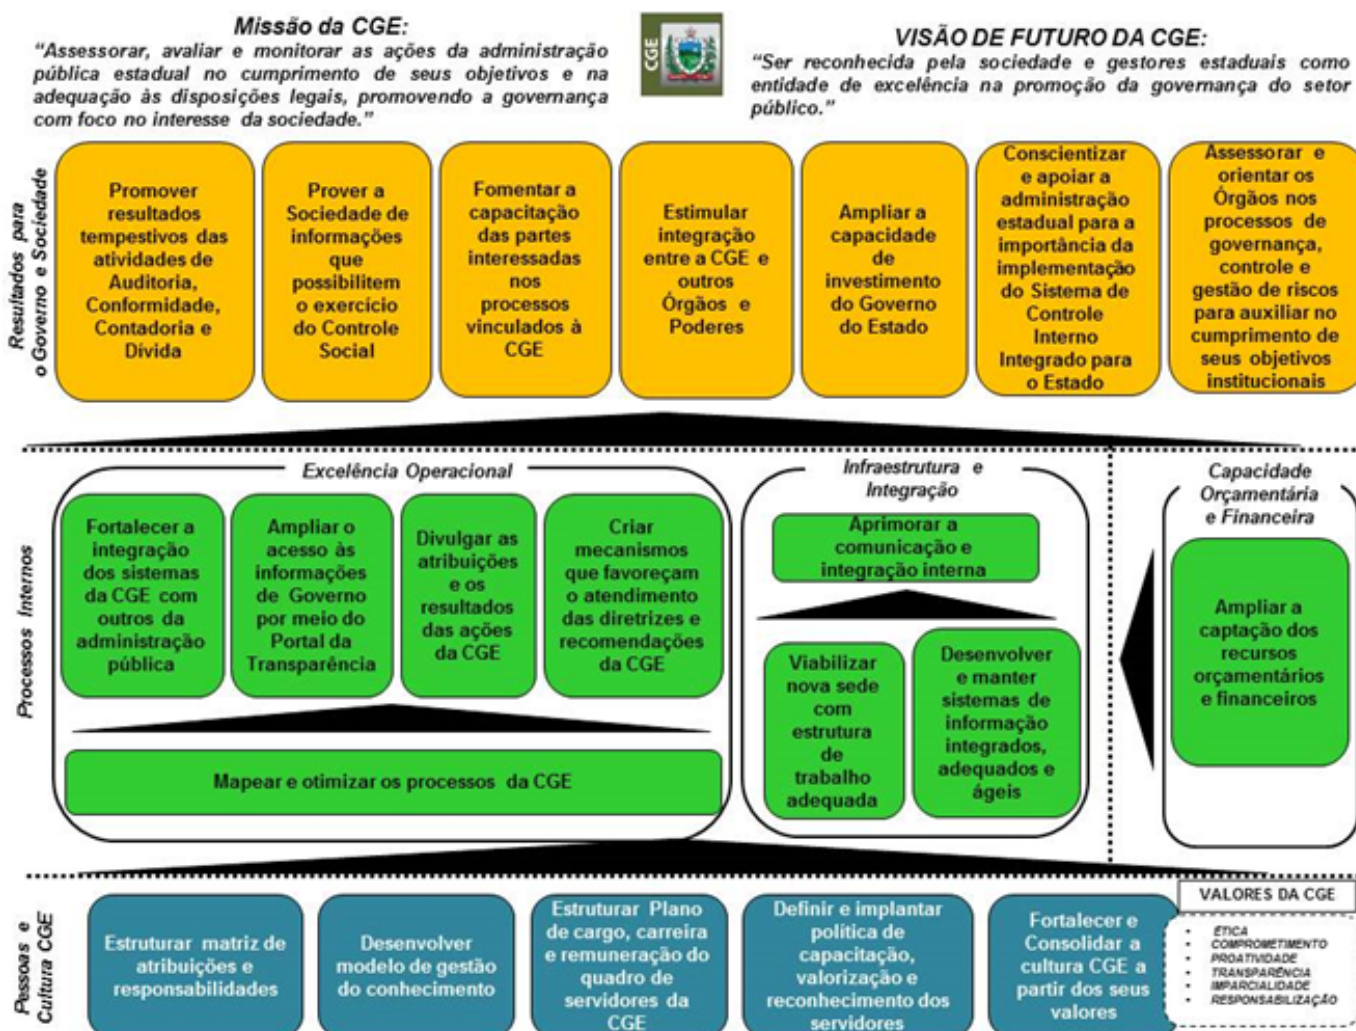 Missão da CGE:
“Assessorar, avaliar e monitorar as ações da administração
pública estadual no cumprimento de seus objetivos e na
adequação às disposições legais, promovendo a governança
com foco no interesse da sociedade.”
CGE
VISÃO DE FUTURO DA CGE:
“Ser reconhecida pela sociedade e gestores estaduais como
entidade de excelência na promoção da governança do setor
público.”
Resultados para
o Governo e Sociedade
Promover
resultados
tempestivos das
atividades de
Auditoria,
Conformidade,
Contadoria e
Dívida
Prover a
Sociedade de
informações
que
possibilitem
o exercício
do Controle
Social
Fomentar a
capacitação
das partes
interessadas
nos
processos
vinculados à
CGE
Estimular
integração
entre a CGE e
outros
Órgãos e
Poderes
Ampliar a
capacidade
de
investimento
do Governo
do Estado
Conscientizar
e apoiar a
administração
estadual para a
importância da
implementação
do Sistema de
Controle
Interno
Integrado para
o Estado
Assessorar e
orientar os
Órgãos nos
processos de
governança,
controle e
gestão de riscos
para auxiliar no
cumprimento de
seus objetivos
institucionais
Processos Internos
Excelência Operacional
Fortalecer a
integração
dos sistemas
da CGE com
outros da
administração
pública
Ampliar o
acesso às
informações
de Governo
por meio do
Portal da
Transparência
Divulgar as
atribuições
e os
resultados
das ações
da CGE
Criar
mecanismos
que favoreçam
o atendimento
das diretrizes e
recomendações
da CGE
Mapear e otimizar os processos da CGE
Infraestrutura e
Integração
Aprimorar a
comunicação e
integração interna
Viabilizar
nova sede
com
estrutura
de
trabalho
adequada
Desenvolver
e manter
sistemas de
informação
integrados,
adequados e
ágeis
Capacidade
Orçamentária
e Financeira
Ampliar a
captação dos
recursos
orçamentários
e financeiros
Pessoas e
Cultura CGE
Estruturar matriz de
atribuições e
responsabilidades
Desenvolver
modelo de gestão
do conhecimento
Estruturar Plano
de cargo, carreira
e remuneração do
quadro de
servidores da
CGE
Definir e implantar
política de
capacitação,
valorização e
reconhecimento dos
servidores
Fortalecer e
Consolidar a
cultura CGE a
partir dos seus
valores
VALORES DA CGE
• ÉTICA
• COMPROMETIMENTO
• PROATIVIDADE
• TRANSPARÊNCIA
• IMPARCIALIDADE
• RESPONSABILIZAÇÃO